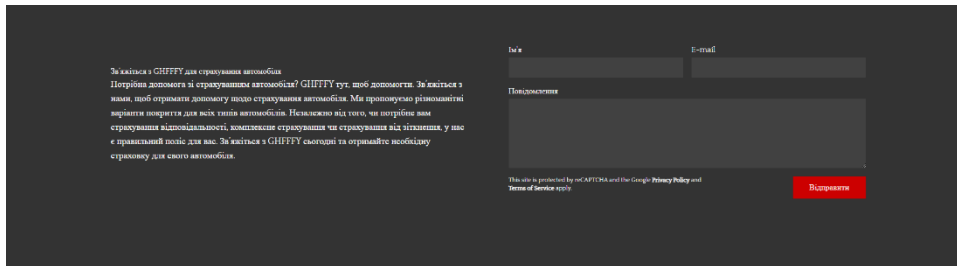 Зв'яжіться з GHFFFY для страхування автомобіля
Потрібна допомога зі страхуванням автомобіля? GHFFFY тут, щоб допомогти. Зв'яжіться з
нами, щоб отримати допомогу щодо страхування автомобіля. Ми пропонуємо різноманітні
варіанти покриття для всіх типів автомобілів. Незалежно від того, чи потрібне вам
страхування відповідальності, комплексне страхування чи страхування від зіткнення, у нас
є правильний поліс для вас. Зв'яжіться з GHFFFY сьогодні та отримайте необхідну
страховку для свого автомобіля.
Ім'я
E-mail
Повідомлення
This site is protected by reCAPTCHA and the Google Privacy Policy and
Terms of Service apply.
Відправити